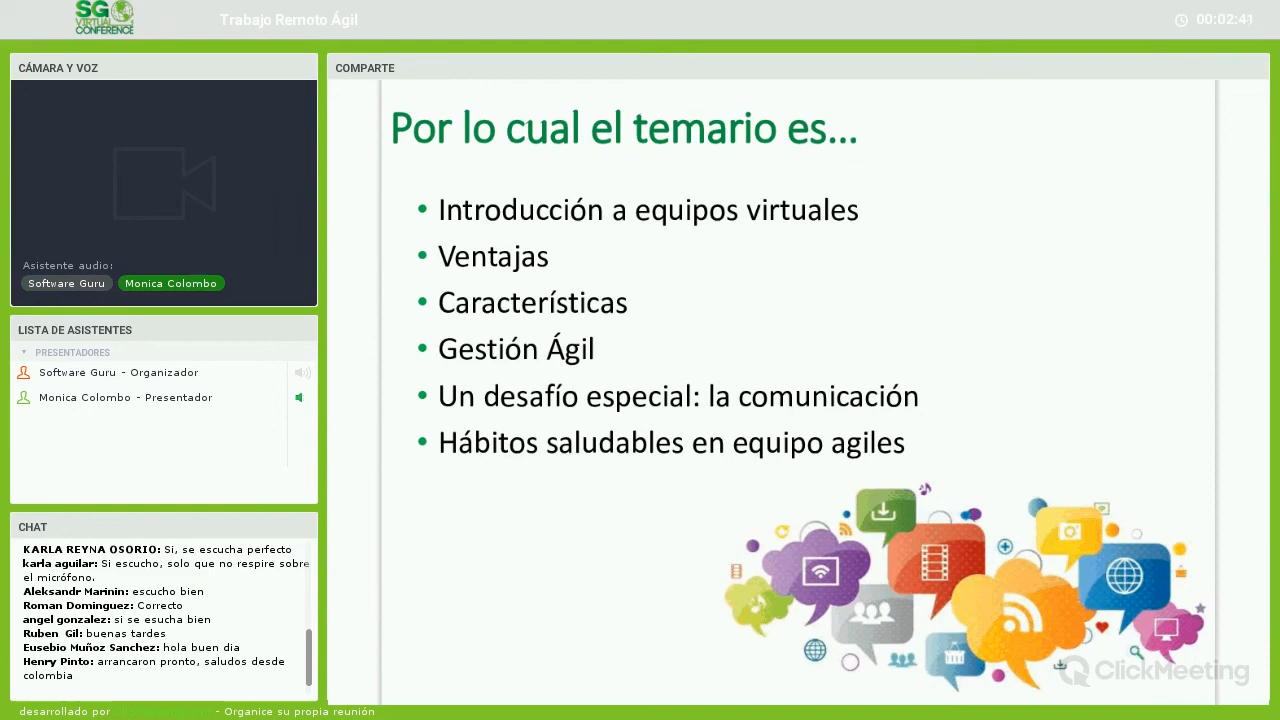 SG
VIRTUAL
CONFERENCE
Trabajo Remoto Ágil
00:02:41
CÁMARA Y VOZ
Asistente audio:
Software Guru
Monica Colombo
LISTA DE ASISTENTES
PRESENTADORES
Software Guru - Organizador
Monica Colombo - Presentador
CHAT
KARLA REYNA OSORIO: Si, se escucha perfecto
karla aguilar: Si escucho, solo que no respire sobre
el micrófono.
Aleksandr Marinin: escucho bien
Roman Dominguez: Correcto
angel gonzalez: si se esucha bien
Ruben Gil: buenas tardes
Eusebio Muñoz Sanchez: hola buen dia
Henry Pinto: arrancaron pronto, saludos desde
colombia
COMPARTE
Por lo cual el temario es...
• Introducción a equipos virtuales
• Ventajas
• Características
• Gestión Ágil
• Un desafío especial: la comunicación
• Hábitos saludables en equipo agiles
ClickMeeting
desarrollado por
- Organice su propia reunión